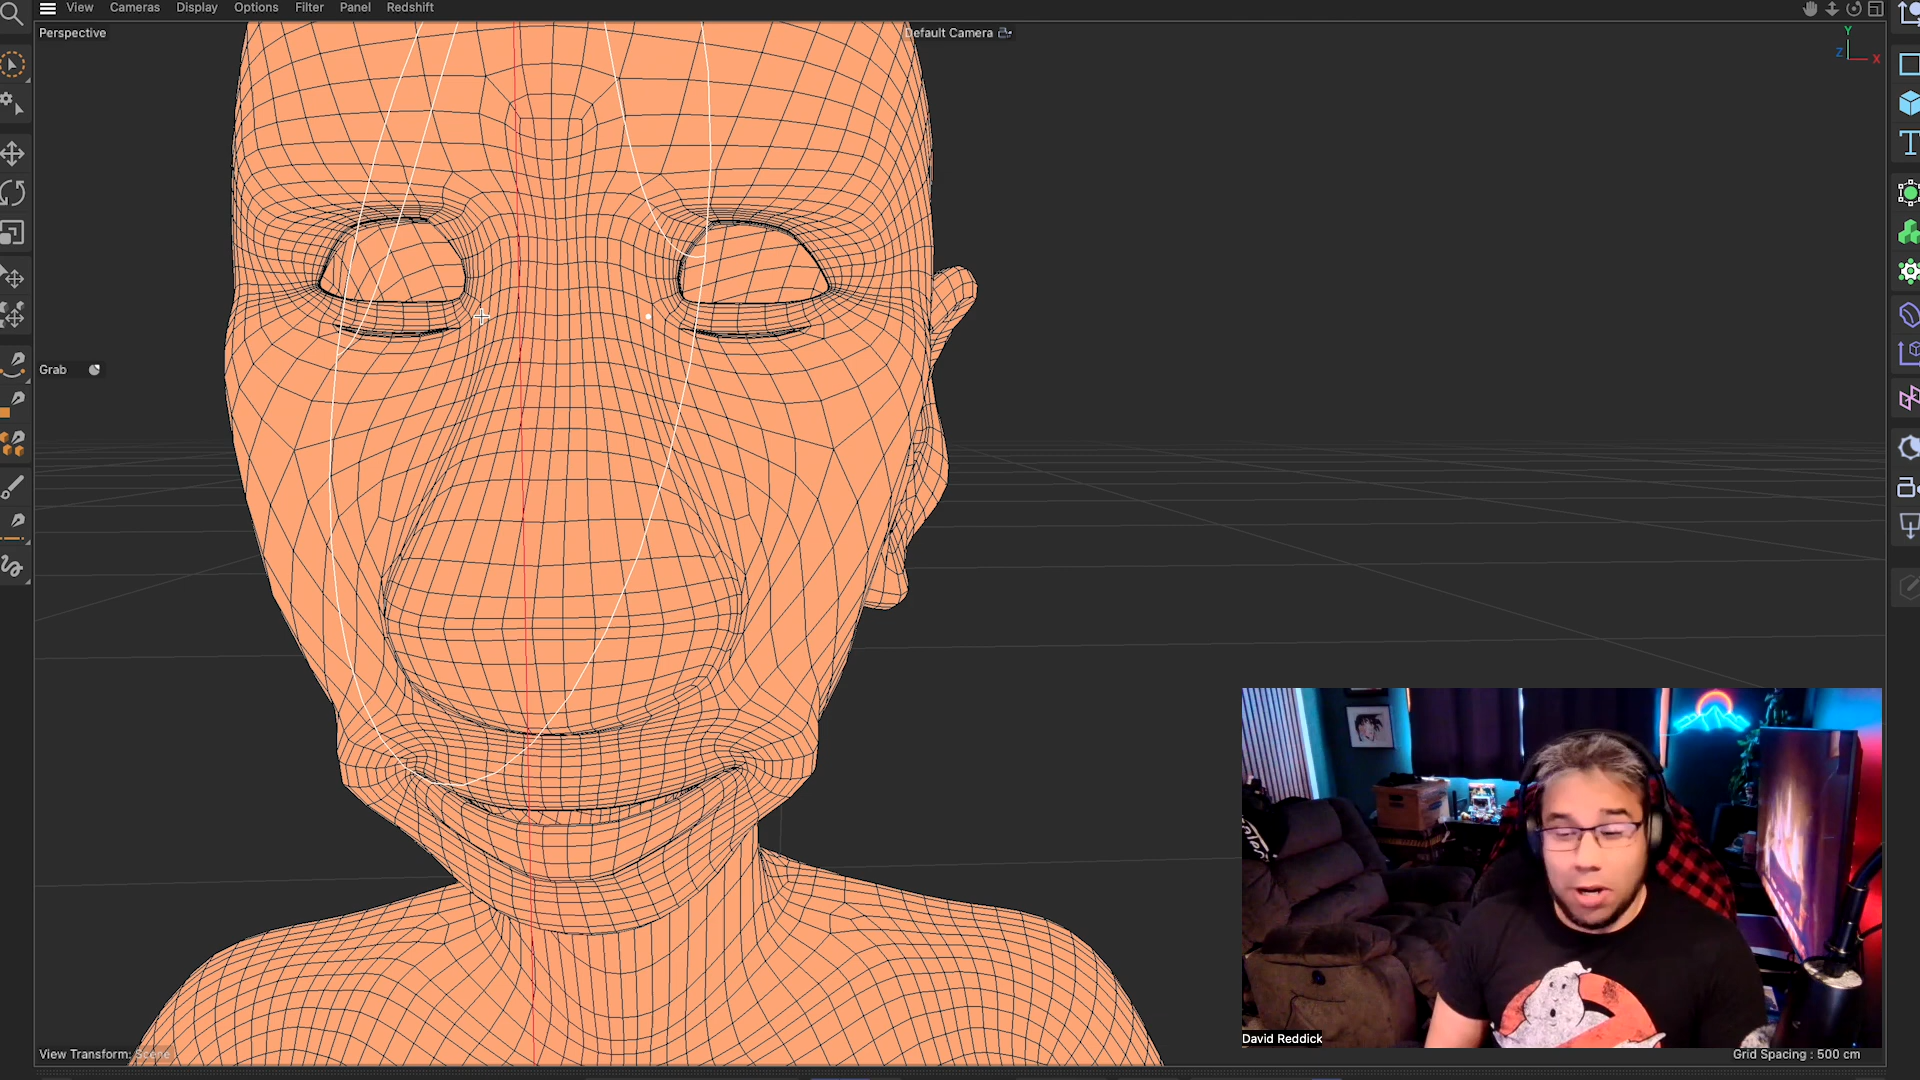 View Cameras Display Options Filter Panel Redshift
Perspective
Default Camera
Y
Z
X
Grab
David Reddick
View Transform: Scene
Grid Spacing : 500 cm